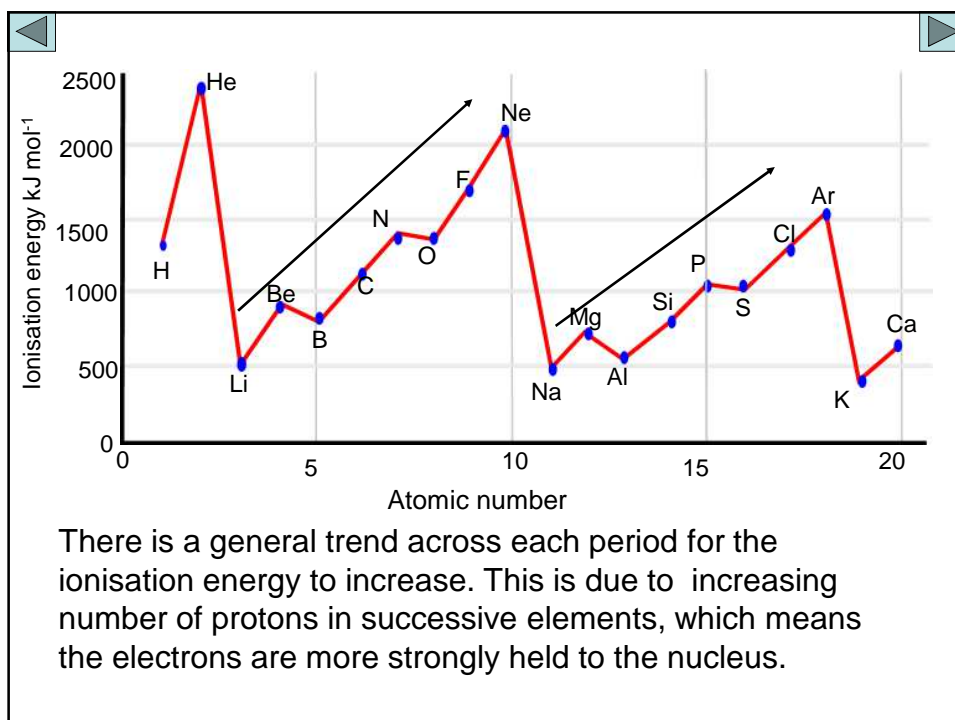 Ionisation energy kJ mol⁻¹
2500
2000
1500
1000
500
0
H
He
Li
Be
B
C
N
O
F
Ne
Na
Mg
Al
Si
P
S
Cl
Ar
K
Ca
0 5 10 15 20
Atomic number
There is a general trend across each period for the
ionisation energy to increase. This is due to increasing
number of protons in successive elements, which means
the electrons are more strongly held to the nucleus.